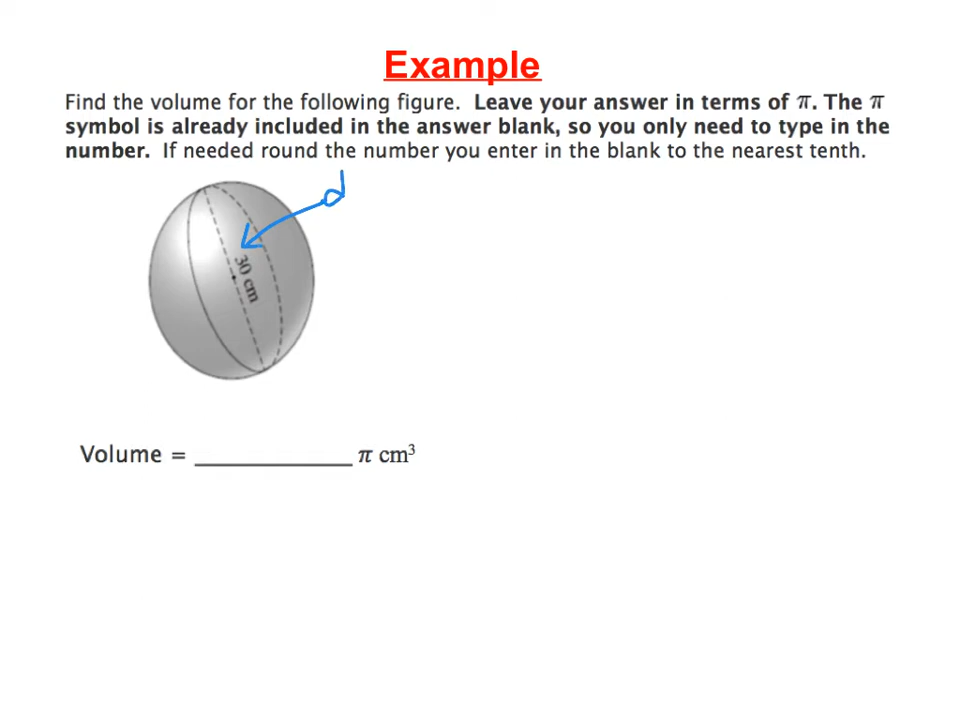 Example
Find the volume for the following figure. Leave your answer in terms of π. The π
symbol is already included in the answer blank, so you only need to type in the
number. If needed round the number you enter in the blank to the nearest tenth.
d
30 cm
Volume = ____________ π cm³